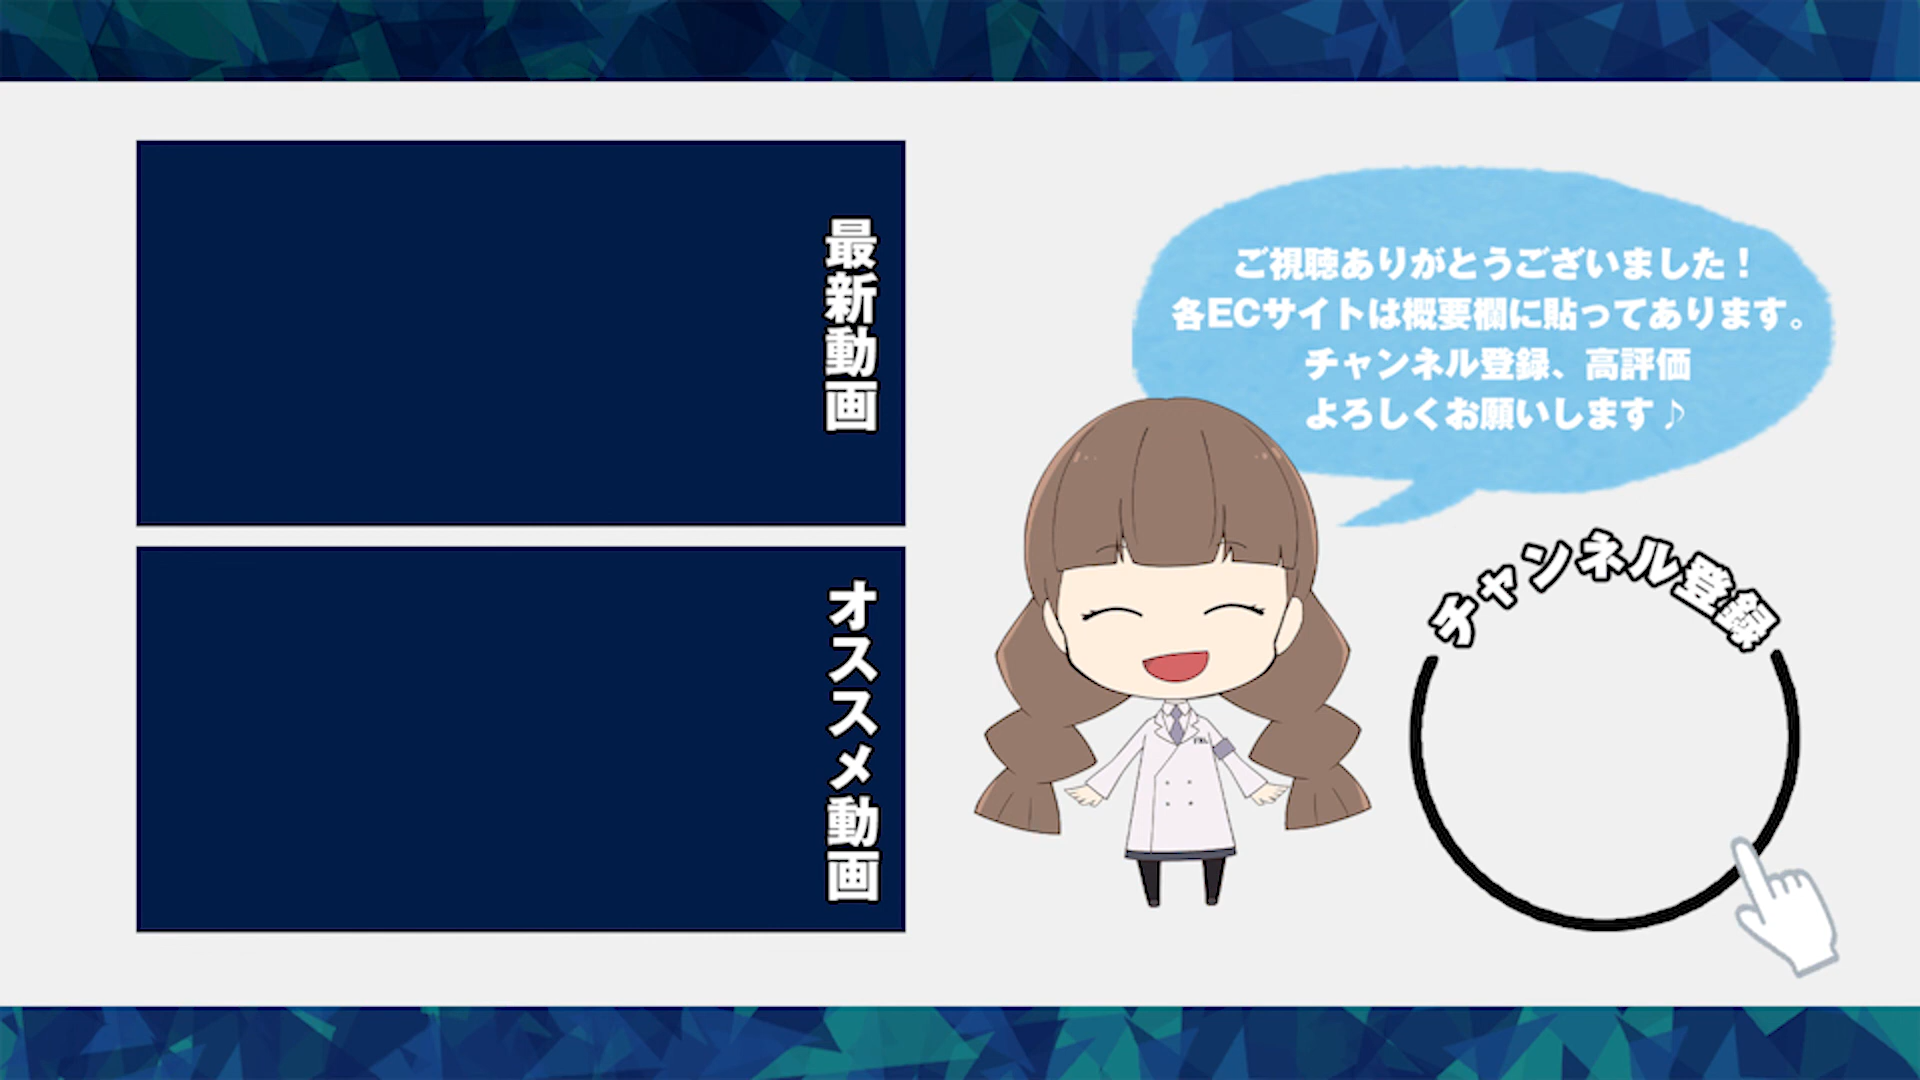 最新動画
オススメ動画
ご視聴ありがとうございました！
各ECサイトは概要欄に貼ってあります。
チャンネル登録、高評価
よろしくお願いします♪
チャンネル登録